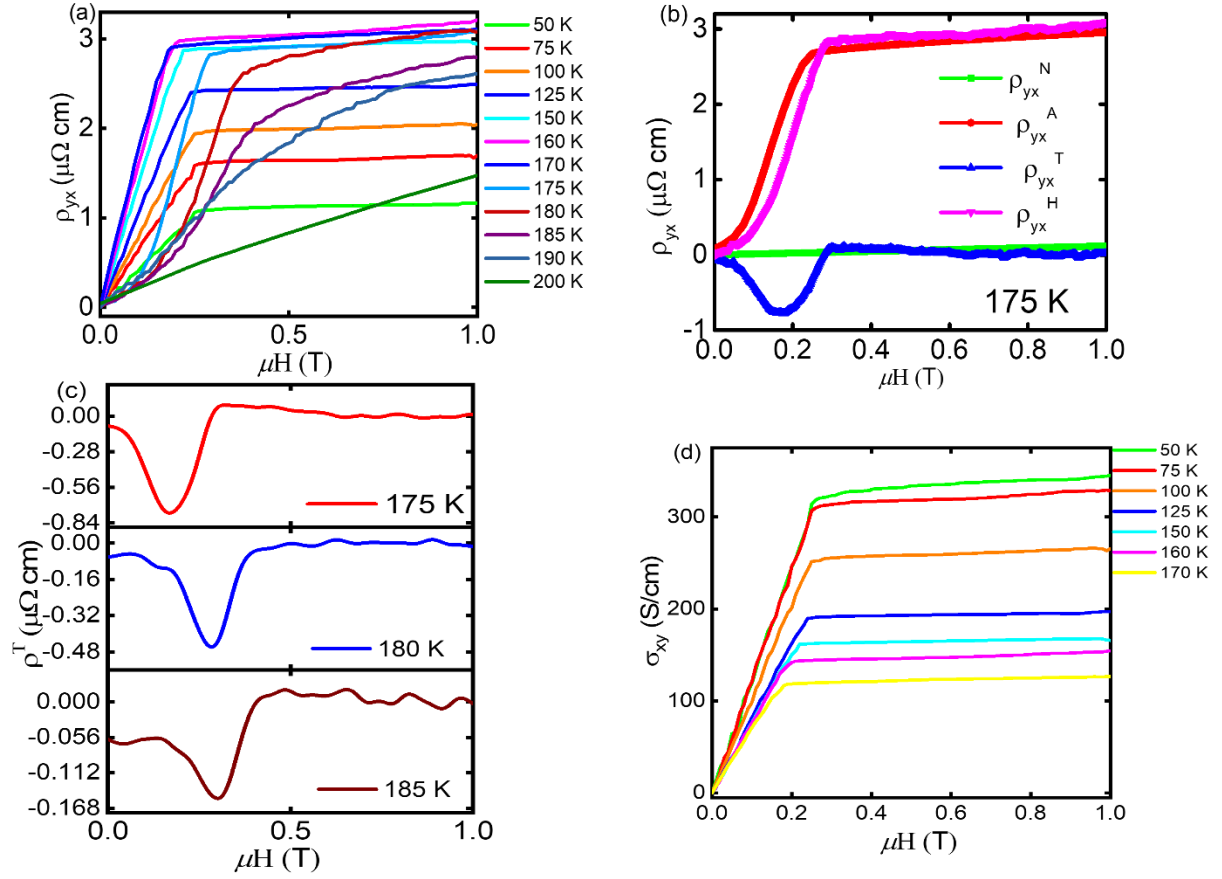 (a)
3
2
1
0
ρyx (μΩ cm)
0.0 0.5 1.0
μH (T)
50 K
75 K
100 K
125 K
150 K
160 K
170 K
175 K
180 K
185 K
190 K
200 K
(b)
3
2
1
0
-1
ρyx (μΩ cm)
0.0 0.2 0.4 0.6 0.8 1.0
μH (T)
ρyx^N
ρyx^A
ρyx^T
ρyx^H
175 K
(c)
0.00
-0.28
-0.56
-0.84
175 K
0.00
-0.16
-0.32
-0.48
180 K
0.000
-0.056
-0.112
-0.168
185 K
ρ^T (μΩ cm)
0.0 0.5 1.0
μH (T)
(d)
300
200
100
0
σxy (S/cm)
0.0 0.2 0.4 0.6 0.8 1.0
μH (T)
50 K
75 K
100 K
125 K
150 K
160 K
170 K